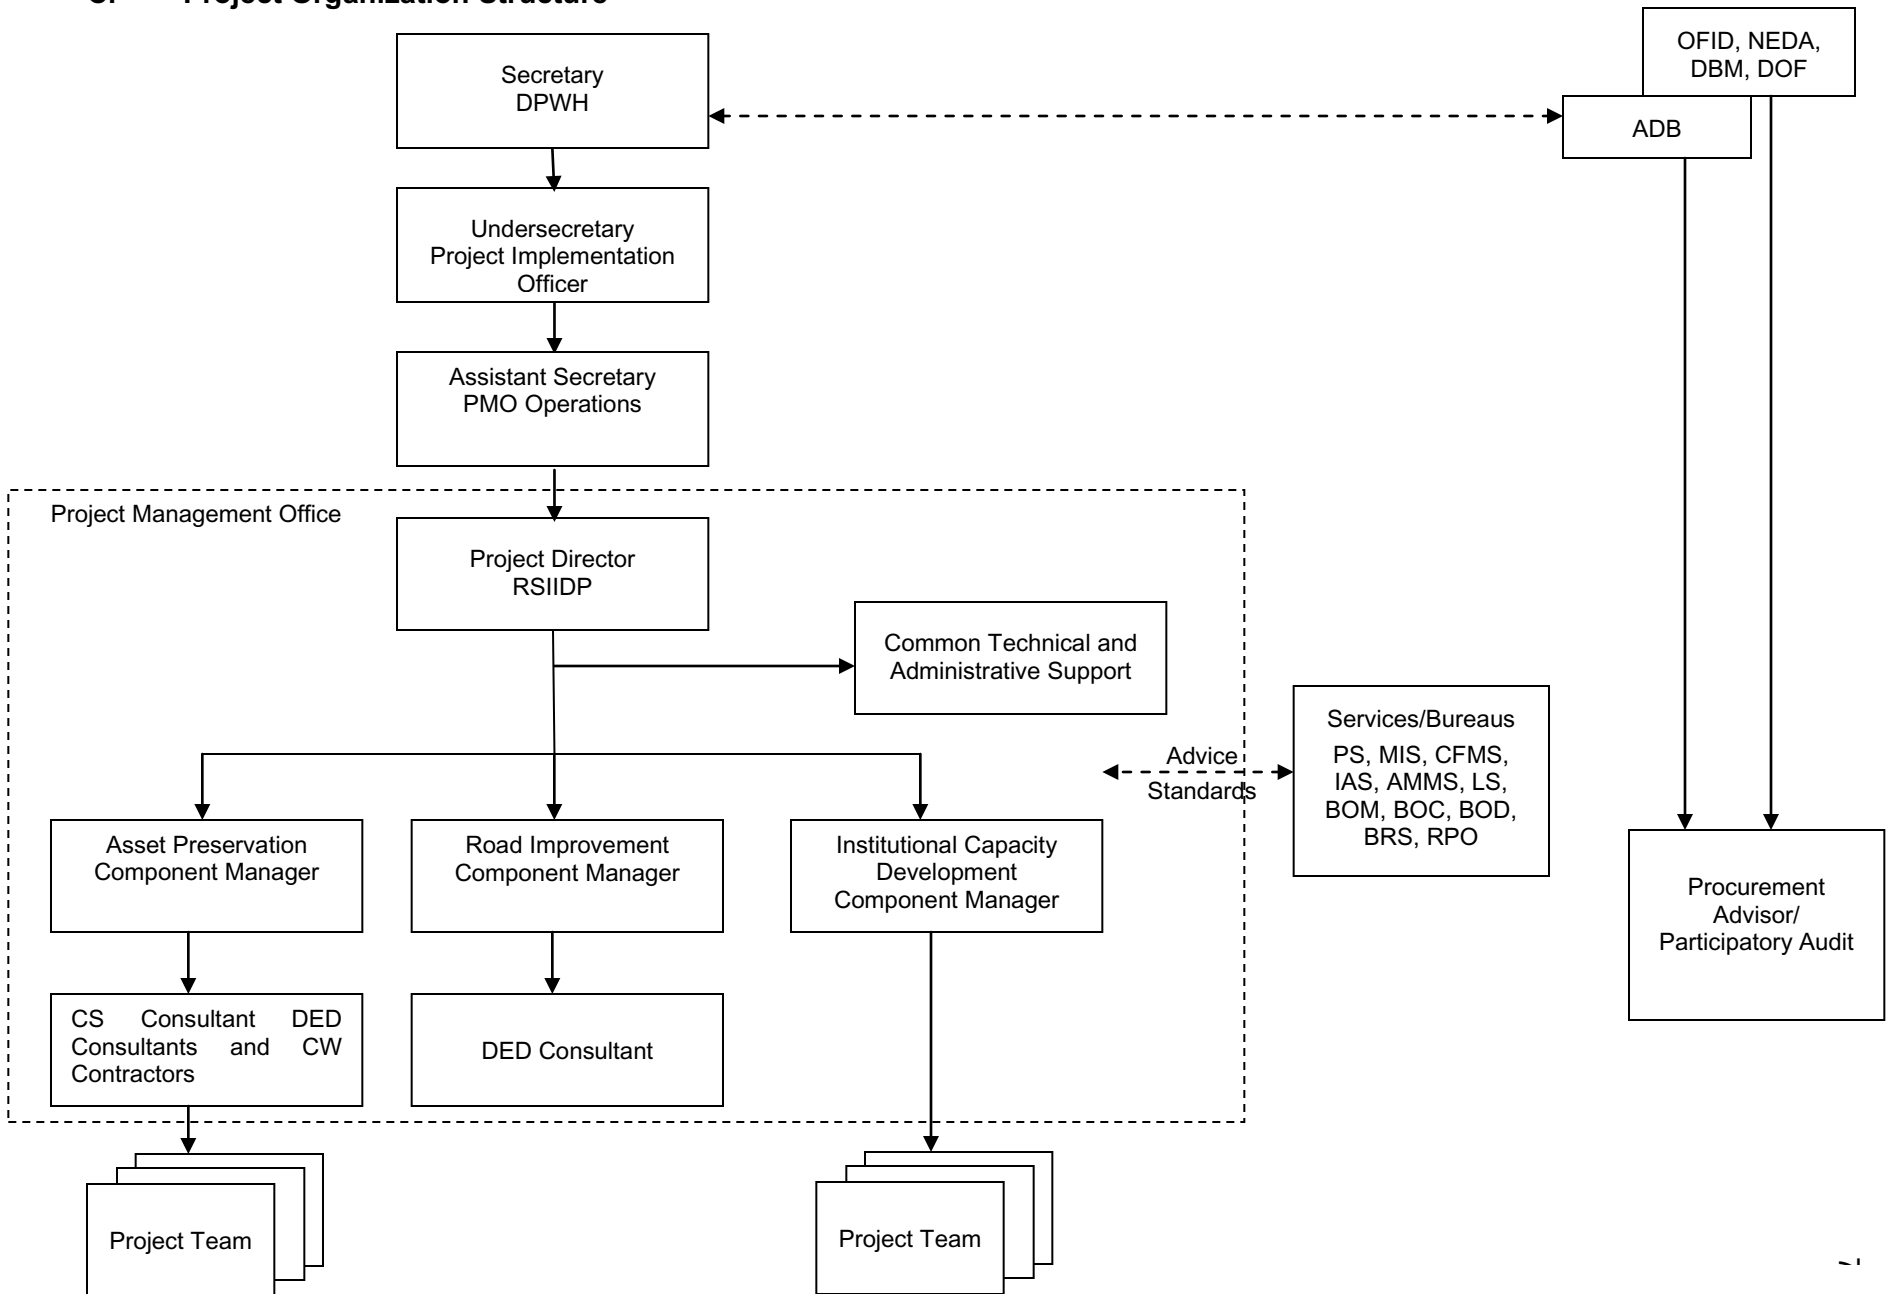 Project Organization Structure
Secretary
DPWH
OFID, NEDA,
DBM, DOF
ADB
Undersecretary
Project Implementation
Officer
Assistant Secretary
PMO Operations
Project Management Office
Project Director
RSIIDP
Common Technical and
Administrative Support
Advice
Standards
Services/Bureaus
PS, MIS, CFMS,
IAS, AMMS, LS,
BOM, BOC, BOD,
BRS, RPO
Asset Preservation
Component Manager
Road Improvement
Component Manager
Institutional Capacity
Development
Component Manager
Procurement
Advisor/
Participatory Audit
CS Consultant DED
Consultants and CW
Contractors
DED Consultant
Project Team
Project Team